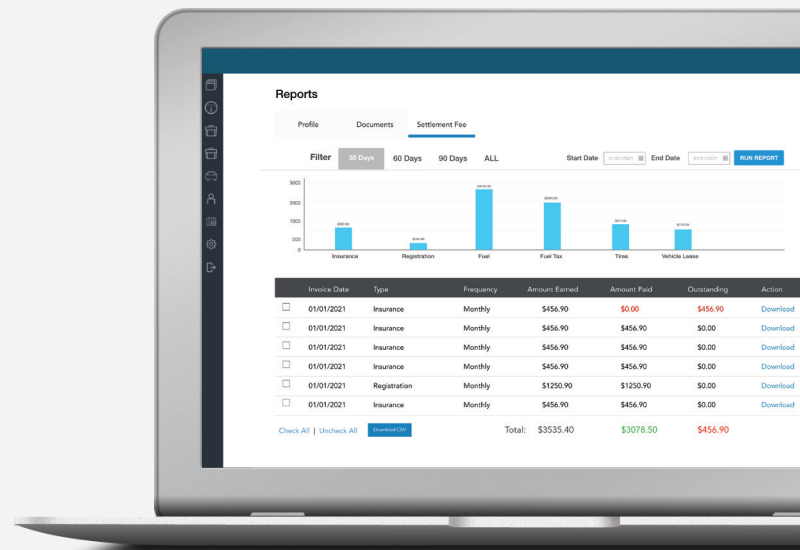 Reports
Profile Documents Settlement Fee
Filter 30 Days 60 Days 90 Days ALL Start Date End Date RUN REPORT
2000
1000
500
0
Insurance Registration Fuel Fuel Tax Tires Vehicle Lease
Invoice Date Type Frequency Amount Earned Amount Paid Outstanding Action
01/01/2021 Insurance Monthly $456.90 $0.00 $456.90 Download
01/01/2021 Insurance Monthly $456.90 $456.90 $0.00 Download
01/01/2021 Insurance Monthly $456.90 $456.90 $0.00 Download
01/01/2021 Insurance Monthly $456.90 $456.90 $0.00 Download
01/01/2021 Registration Monthly $1250.90 $1250.90 $0.00 Download
01/01/2021 Insurance Monthly $456.90 $456.90 $0.00 Download
Check All | Uncheck All Download CSV Total: $3535.40 $3078.50 $456.90